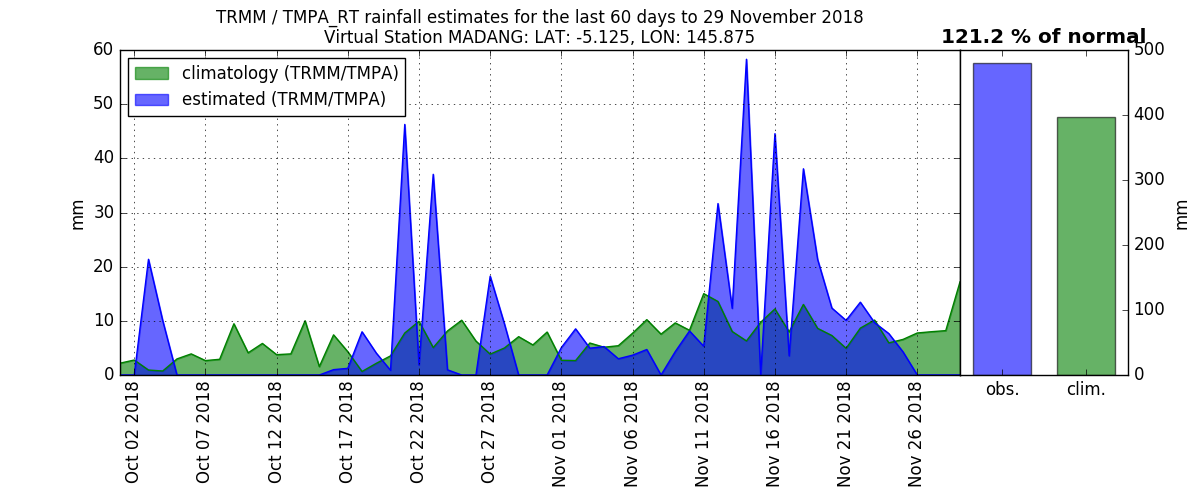 TRMM / TMPA_RT rainfall estimates for the last 60 days to 29 November 2018
Virtual Station MADANG: LAT: -5.125, LON: 145.875
121.2 % of normal
climatology (TRMM/TMPA)
estimated (TRMM/TMPA)
60
50
40
30
20
10
0
mm
Oct 02 2018
Oct 07 2018
Oct 12 2018
Oct 17 2018
Oct 22 2018
Oct 27 2018
Nov 01 2018
Nov 06 2018
Nov 11 2018
Nov 16 2018
Nov 21 2018
Nov 26 2018
obs.
clim.
500
400
300
200
100
0
mm